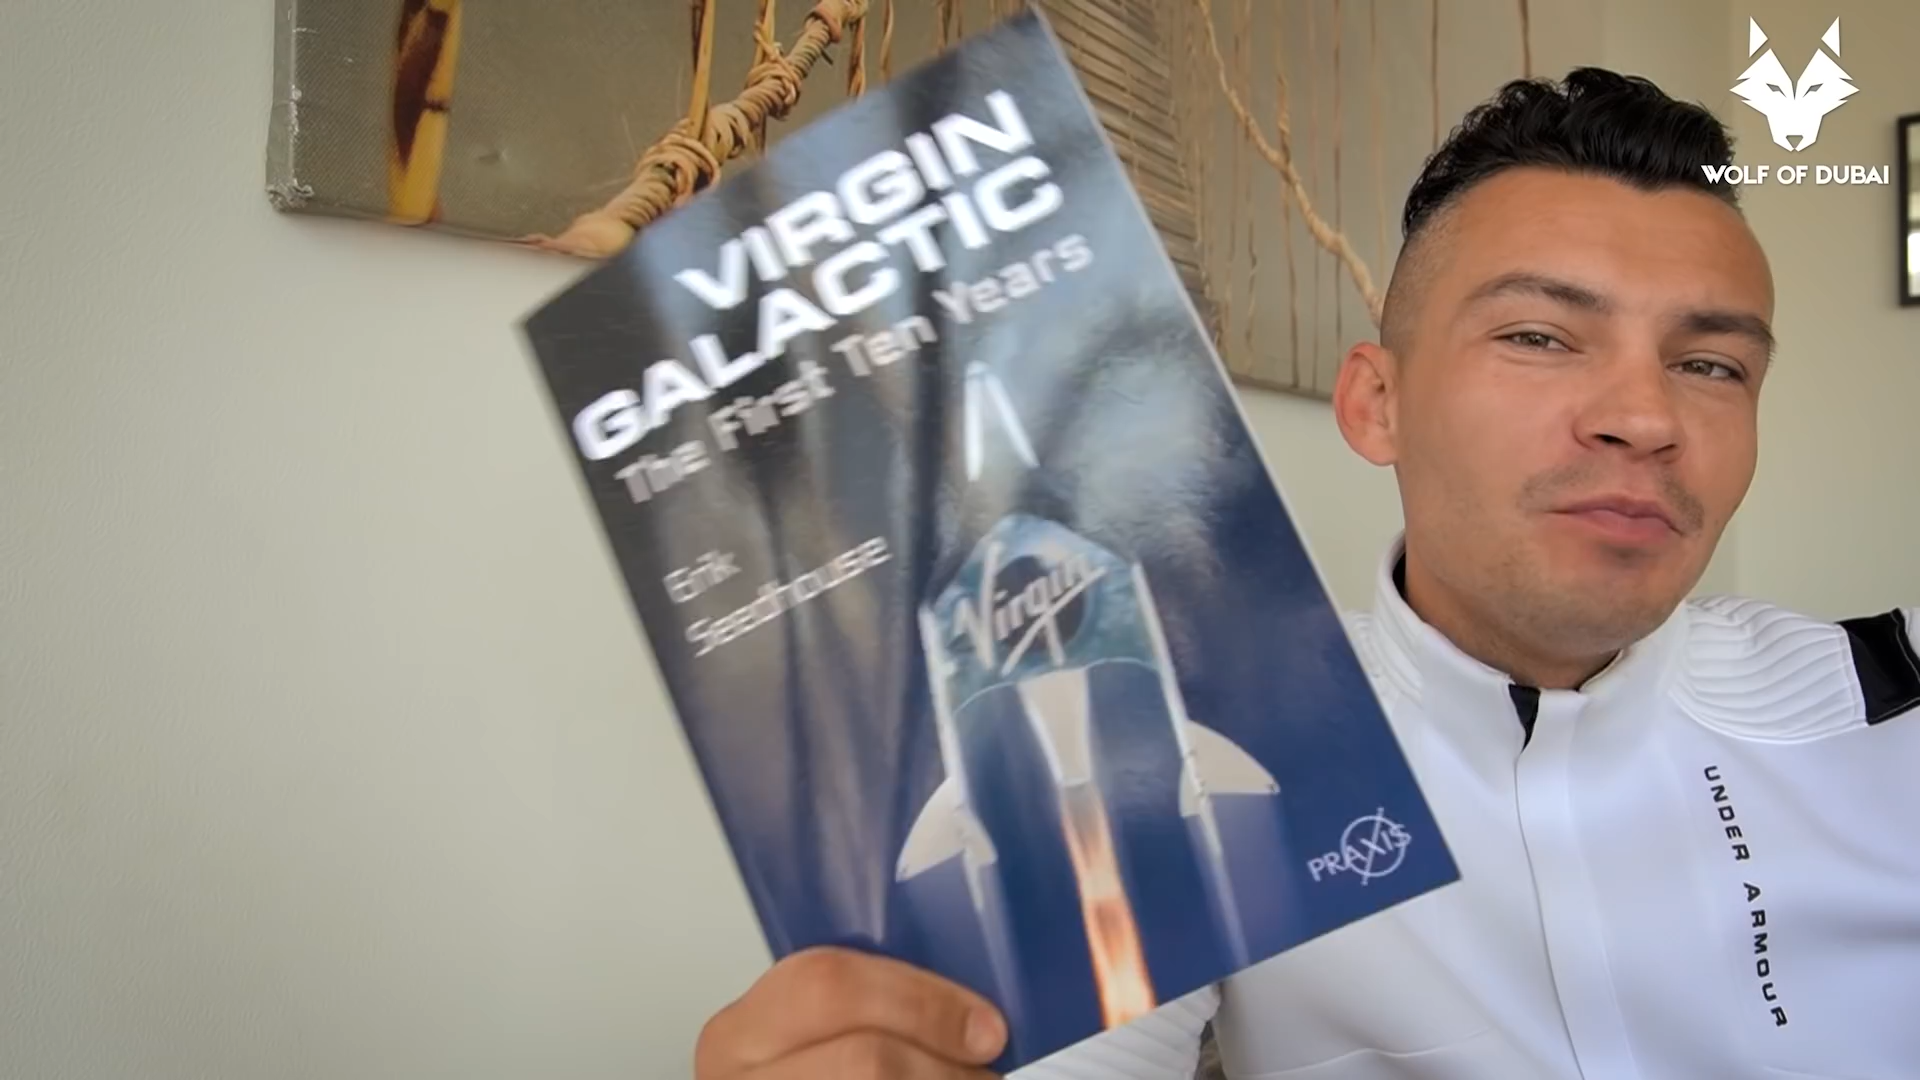 VIRGIN
GALACTIC
The First Ten Years
Erik
Seedhouse
Virgin
PRAXIS
WOLF OF DUBAI
UNDER ARMOUR